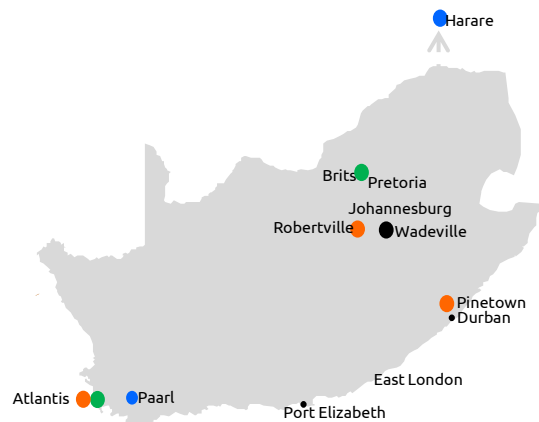 Harare
Brits
Pretoria
Johannesburg
Robertville
Wadeville
Pinetown
Durban
East London
Atlantis
Paarl
Port Elizabeth